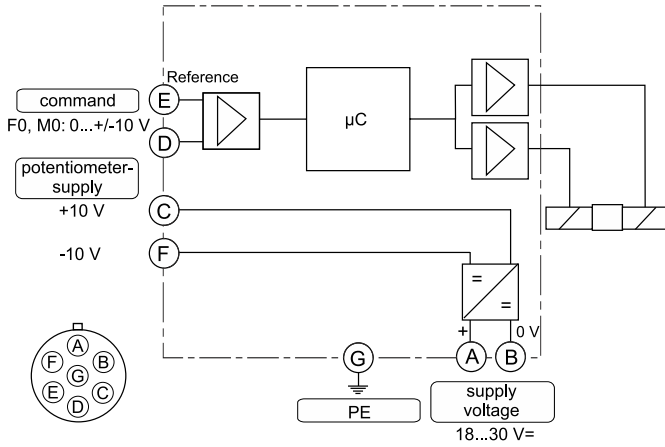 Reference
E
command
F0, M0: 0...+/-10 V
D
µC
potentiometer-
supply
+10 V
C
-10 V
F
=
=
+
0 V
A
B
G
supply
voltage
18...30 V=
PE
A
F
B
G
E
C
D